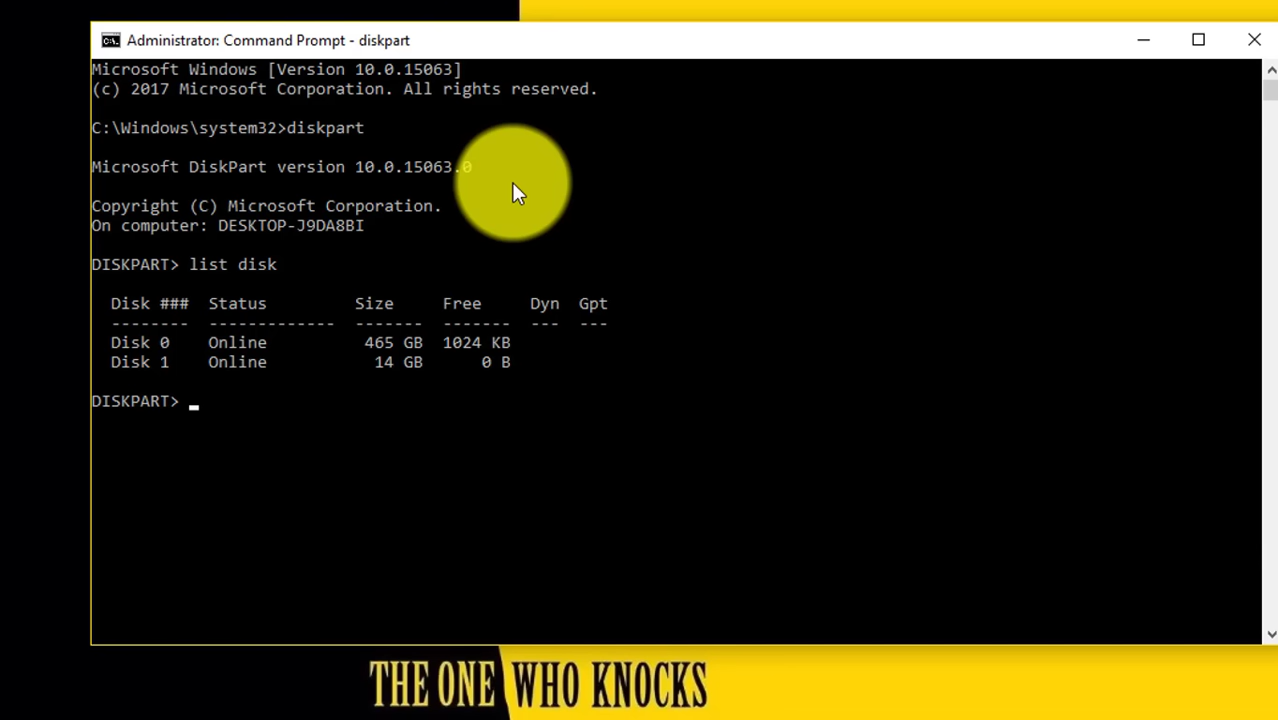 Administrator: Command Prompt - diskpart
Microsoft Windows [Version 10.0.15063]
(c) 2017 Microsoft Corporation. All rights reserved.
C:\Windows\system32>diskpart
Microsoft DiskPart version 10.0.15063.0
Copyright (C) Microsoft Corporation.
On computer: DESKTOP-J9DA8BI
DISKPART> list disk
Disk ###  Status         Size     Free     Dyn  Gpt
--------  -------------  -------  -------  ---  ---
Disk 0    Online          465 GB  1024 KB
Disk 1    Online           14 GB      0 B
DISKPART>
THE ONE WHO KNOCKS